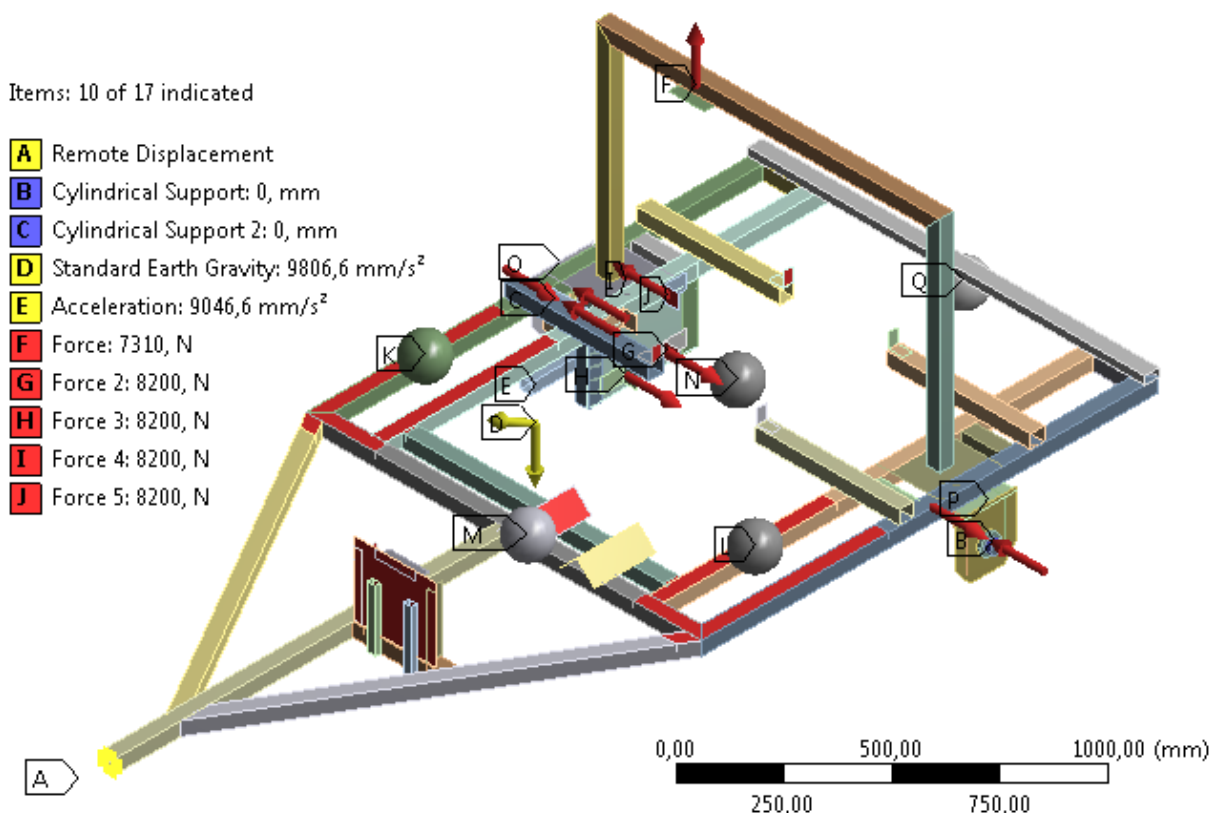 Items: 10 of 17 indicated
A Remote Displacement
B Cylindrical Support: 0, mm
C Cylindrical Support 2: 0, mm
D Standard Earth Gravity: 9806,6 mm/s²
E Acceleration: 9046,6 mm/s²
F Force: 7310, N
G Force 2: 8200, N
H Force 3: 8200, N
I Force 4: 8200, N
J Force 5: 8200, N
F
O
C
I
J
Q
K
G
H
N
E
D
M
L
P
B
A
0,00 500,00 1000,00 (mm)
250,00 750,00